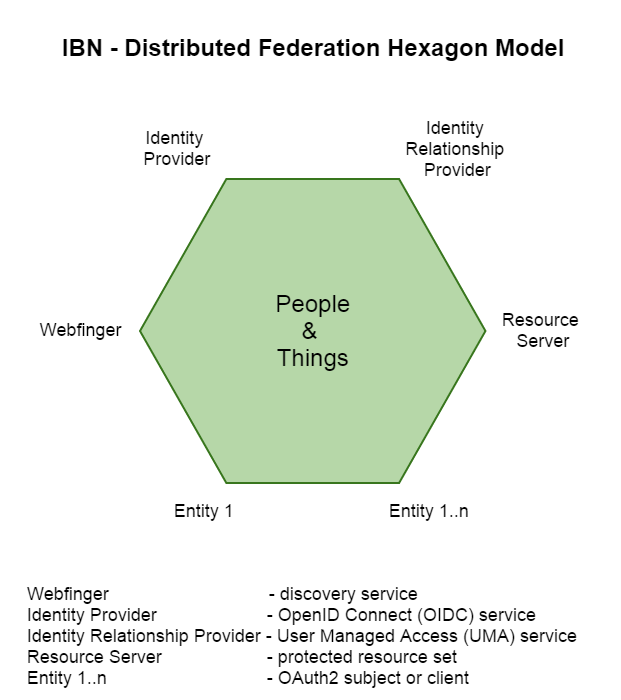 IBN - Distributed Federation Hexagon Model
Identity
Provider
Identity
Relationship
Provider
Webfinger
People
&
Things
Resource
Server
Entity 1
Entity 1..n
Webfinger - discovery service
Identity Provider - OpenID Connect (OIDC) service
Identity Relationship Provider - User Managed Access (UMA) service
Resource Server - protected resource set
Entity 1..n - OAuth2 subject or client